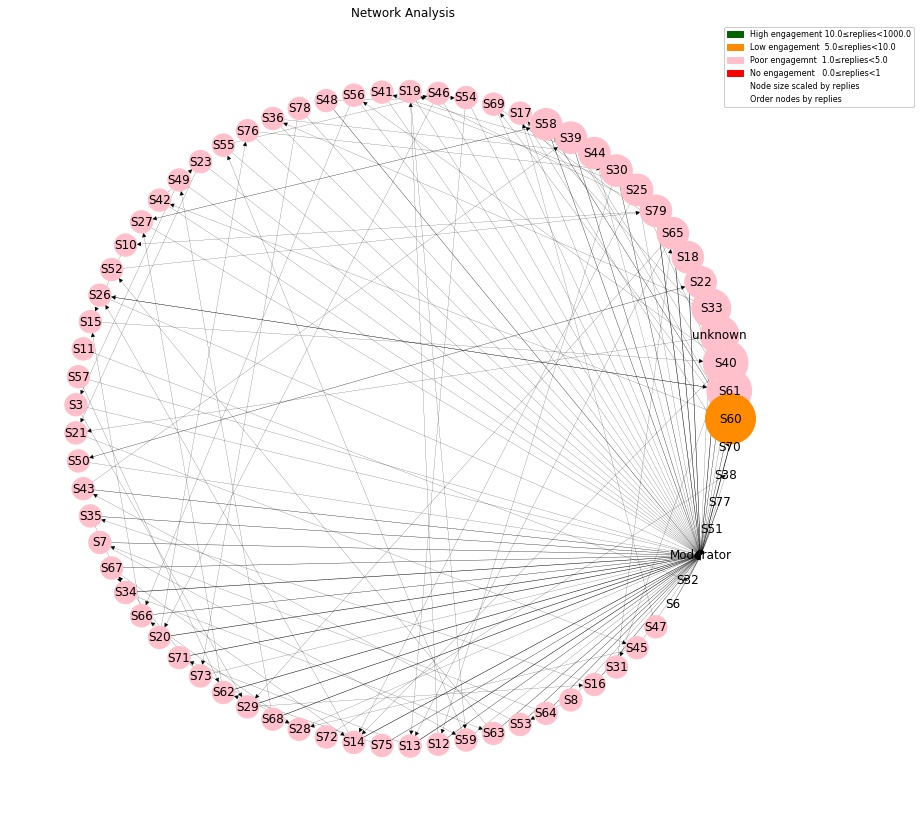 Network Analysis
High engagement 10.0≤replies<1000.0
Low engagement 5.0≤replies<10.0
Poor engagemnt 1.0≤replies<5.0
No engagement 0.0≤replies<1
Node size scaled by replies
Order nodes by replies
S19
S46
S54
S69
S17
S58
S39
S44
S30
S25
S79
S65
S18
S22
S33
unknown
S40
S61
S60
S70
S38
S77
S51
Moderator
S32
S6
S47
S45
S31
S16
S8
S64
S53
S63
S59
S12
S13
S75
S14
S72
S28
S68
S29
S62
S73
S71
S20
S66
S34
S67
S7
S35
S43
S50
S21
S3
S57
S11
S15
S26
S52
S10
S27
S42
S49
S23
S55
S76
S36
S78
S48
S56
S41